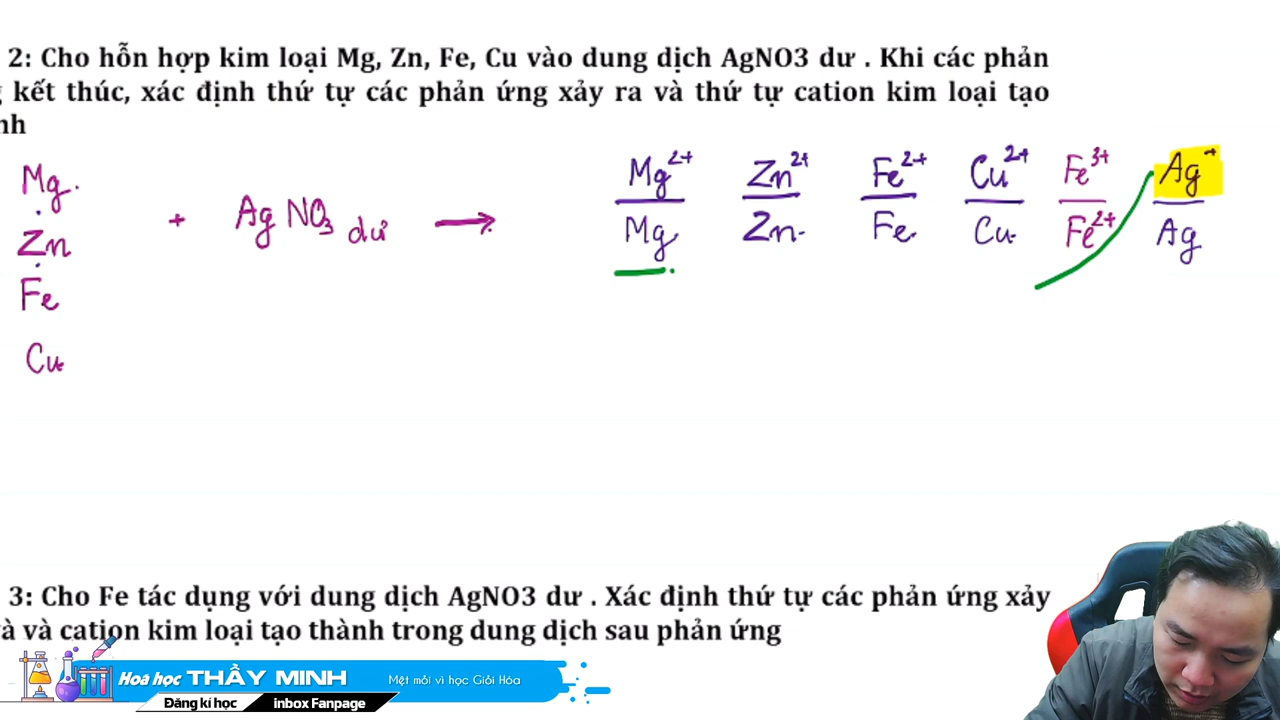 2: Cho hỗn hợp kim loại Mg, Zn, Fe, Cu vào dung dịch AgNO3 dư . Khi các phản
kết thúc, xác định thứ tự các phản ứng xảy ra và thứ tự cation kim loại tạo
nh
Mg
Zn
Fe
Cu
+ AgNO3 dư →
Mg2+ Zn2+ Fe2+ Cu2+ Fe3+ Ag+
Mg Zn Fe Cu Fe2+ Ag
3: Cho Fe tác dụng với dung dịch AgNO3 dư . Xác định thứ tự các phản ứng xảy
à và cation kim loại tạo thành trong dung dịch sau phản ứng
Hoá học THẦY MINH
Mệt mỏi vì học Giỏi Hóa
Đăng kí học
inbox Fanpage